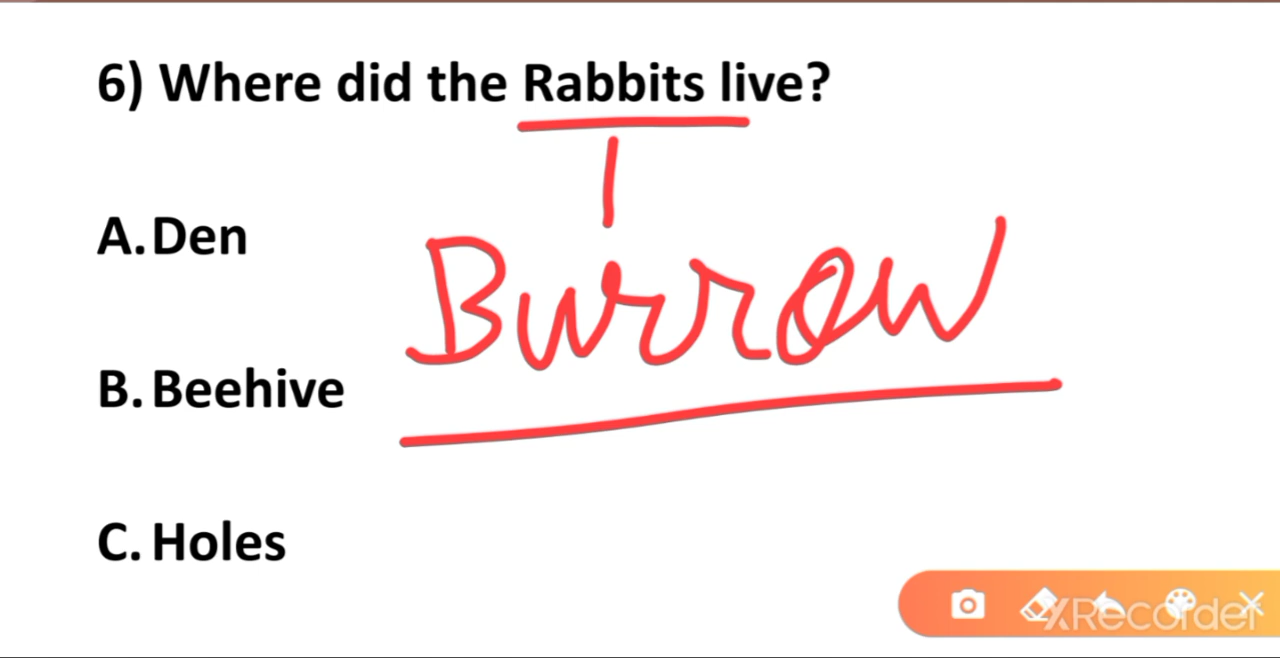 6) Where did the Rabbits live?
A. Den
Burrow
B. Beehive
C. Holes
XRecorder